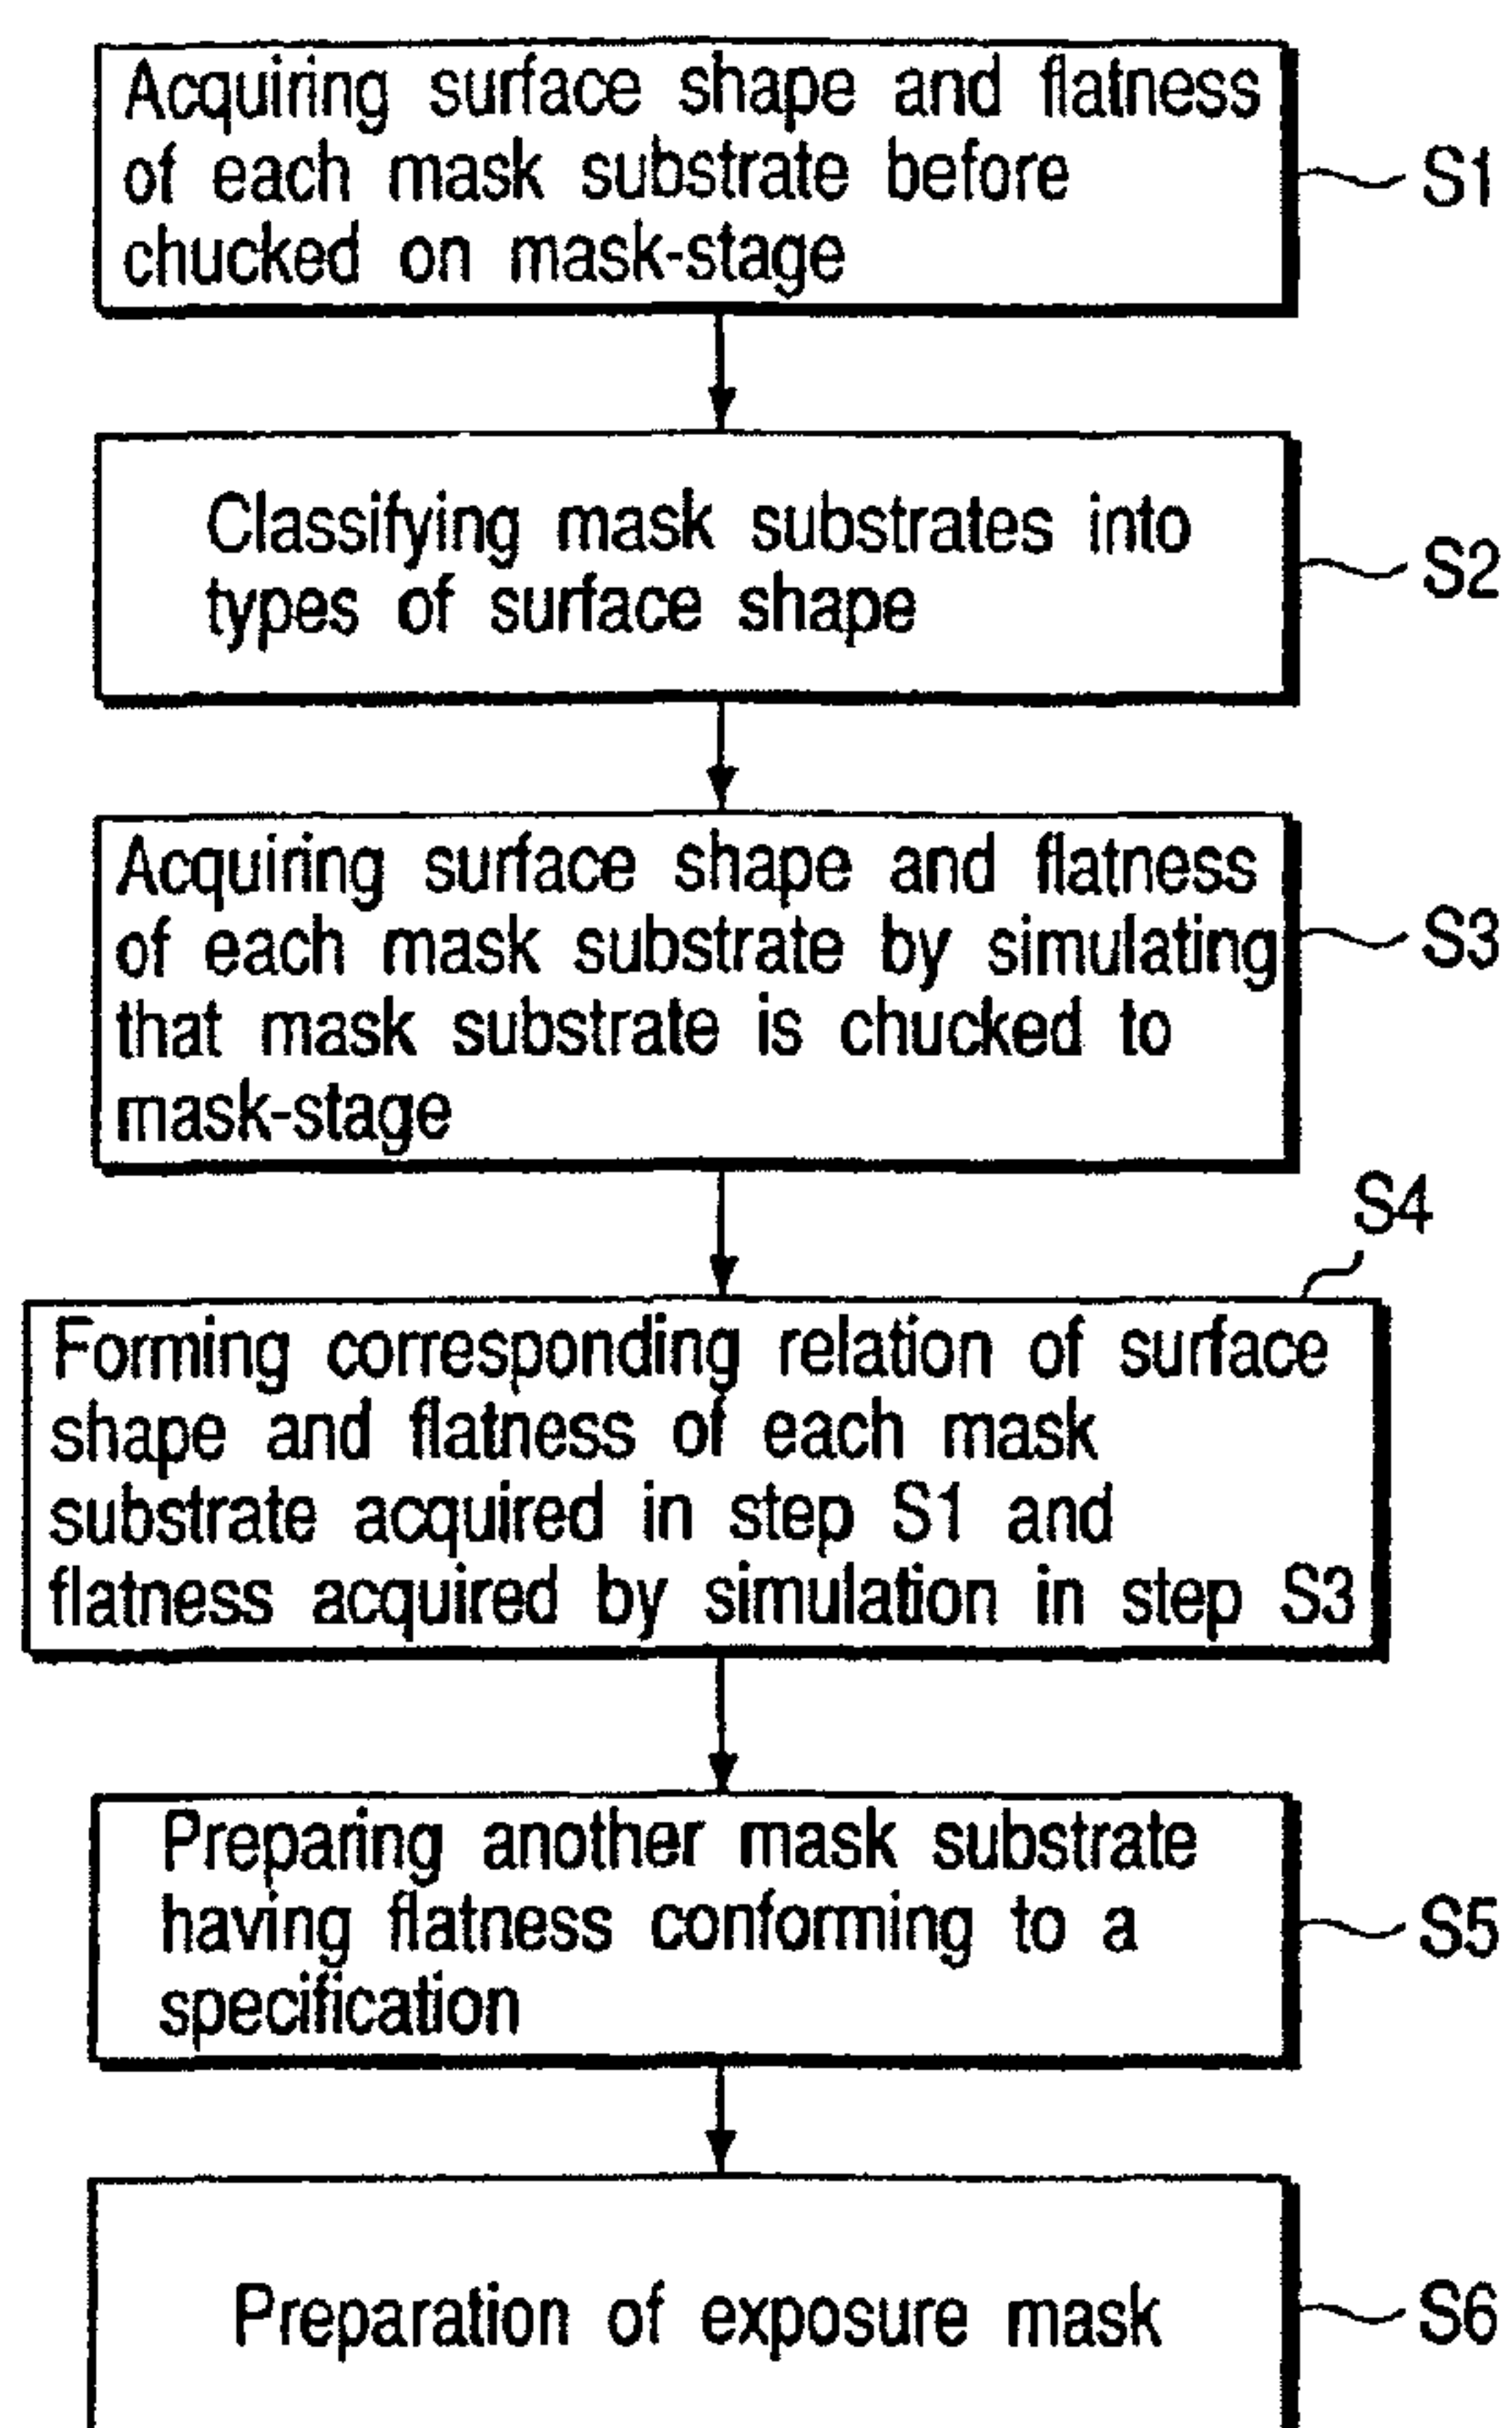 Acquiring surface shape and flatness
of each mask substrate before
chucked on mask-stage
S1
Classifying mask substrates into
types of surface shape
S2
Acquiring surface shape and flatness
of each mask substrate by simulating
that mask substrate is chucked to
mask-stage
S3
S4
Forming corresponding relation of surface
shape and flatness of each mask
substrate acquired in step S1 and
flatness acquired by simulation in step S3
Preparing another mask substrate
having flatness conforming to a
specification
S5
Preparation of exposure mask
S6